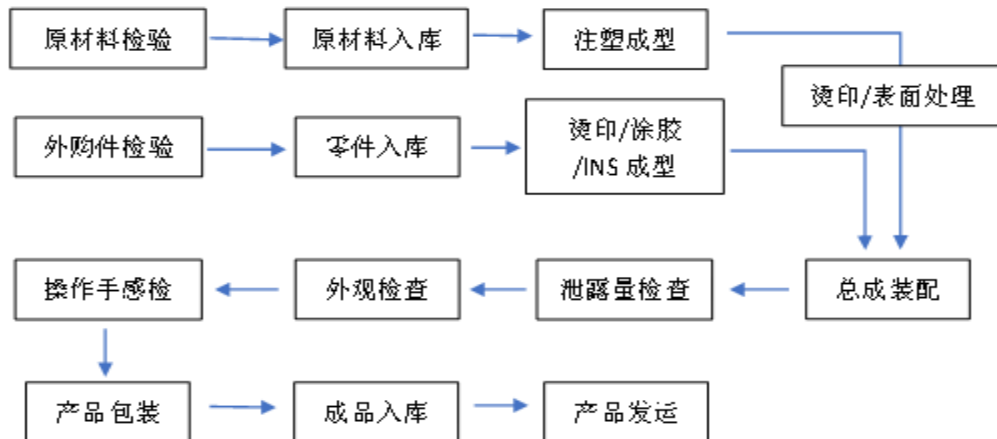 原材料检验
原材料入库
注塑成型
烫印/表面处理
外购件检验
零件入库
烫印/涂胶
/INS 成型
操作手感检
外观检查
泄露量检查
总成装配
产品包装
成品入库
产品发运